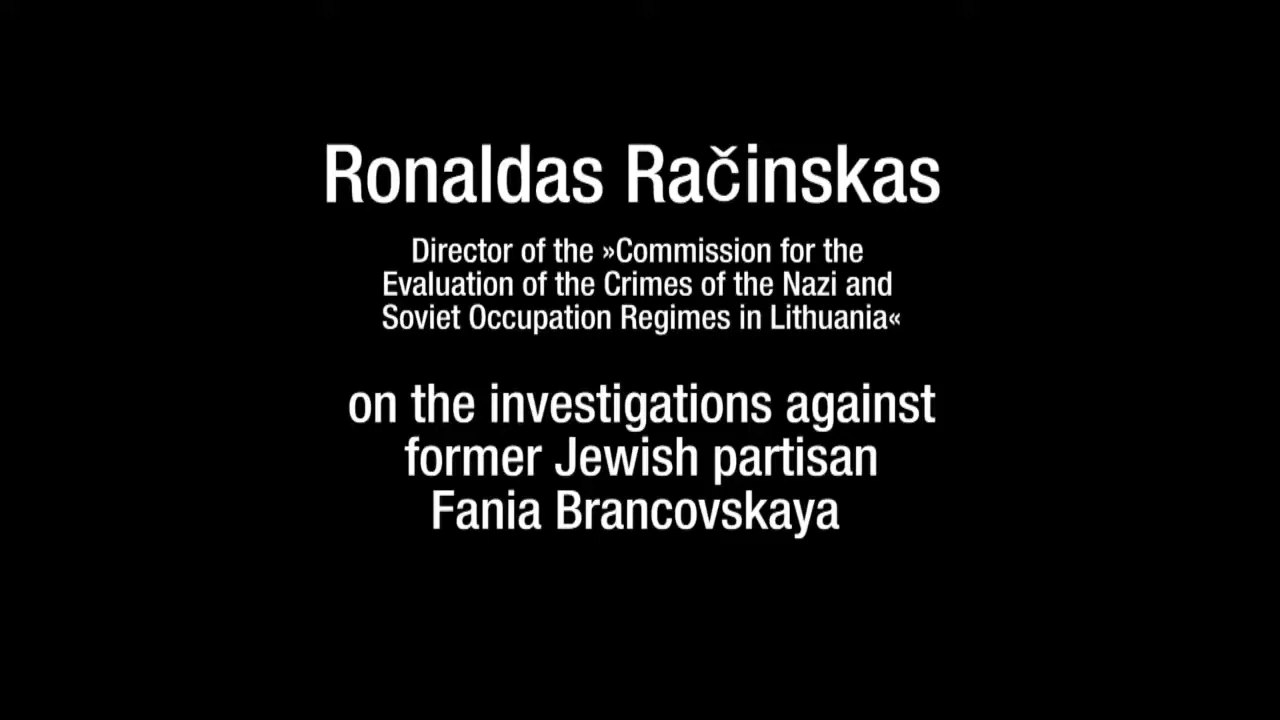 Ronaldas Račinskas
Director of the »Commission for the
Evaluation of the Crimes of the Nazi and
Soviet Occupation Regimes in Lithuania«
on the investigations against
former Jewish partisan
Fania Brancovskaya